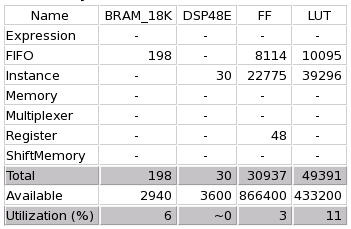 Name BRAM_18K DSP48E FF LUT
Expression - - - -
FIFO 198 - 8114 10095
Instance - 30 22775 39296
Memory - - - -
Multiplexer - - - -
Register - - 48 -
ShiftMemory - - - -
Total 198 30 30937 49391
Available 2940 3600 866400 433200
Utilization (%) 6 ~0 3 11